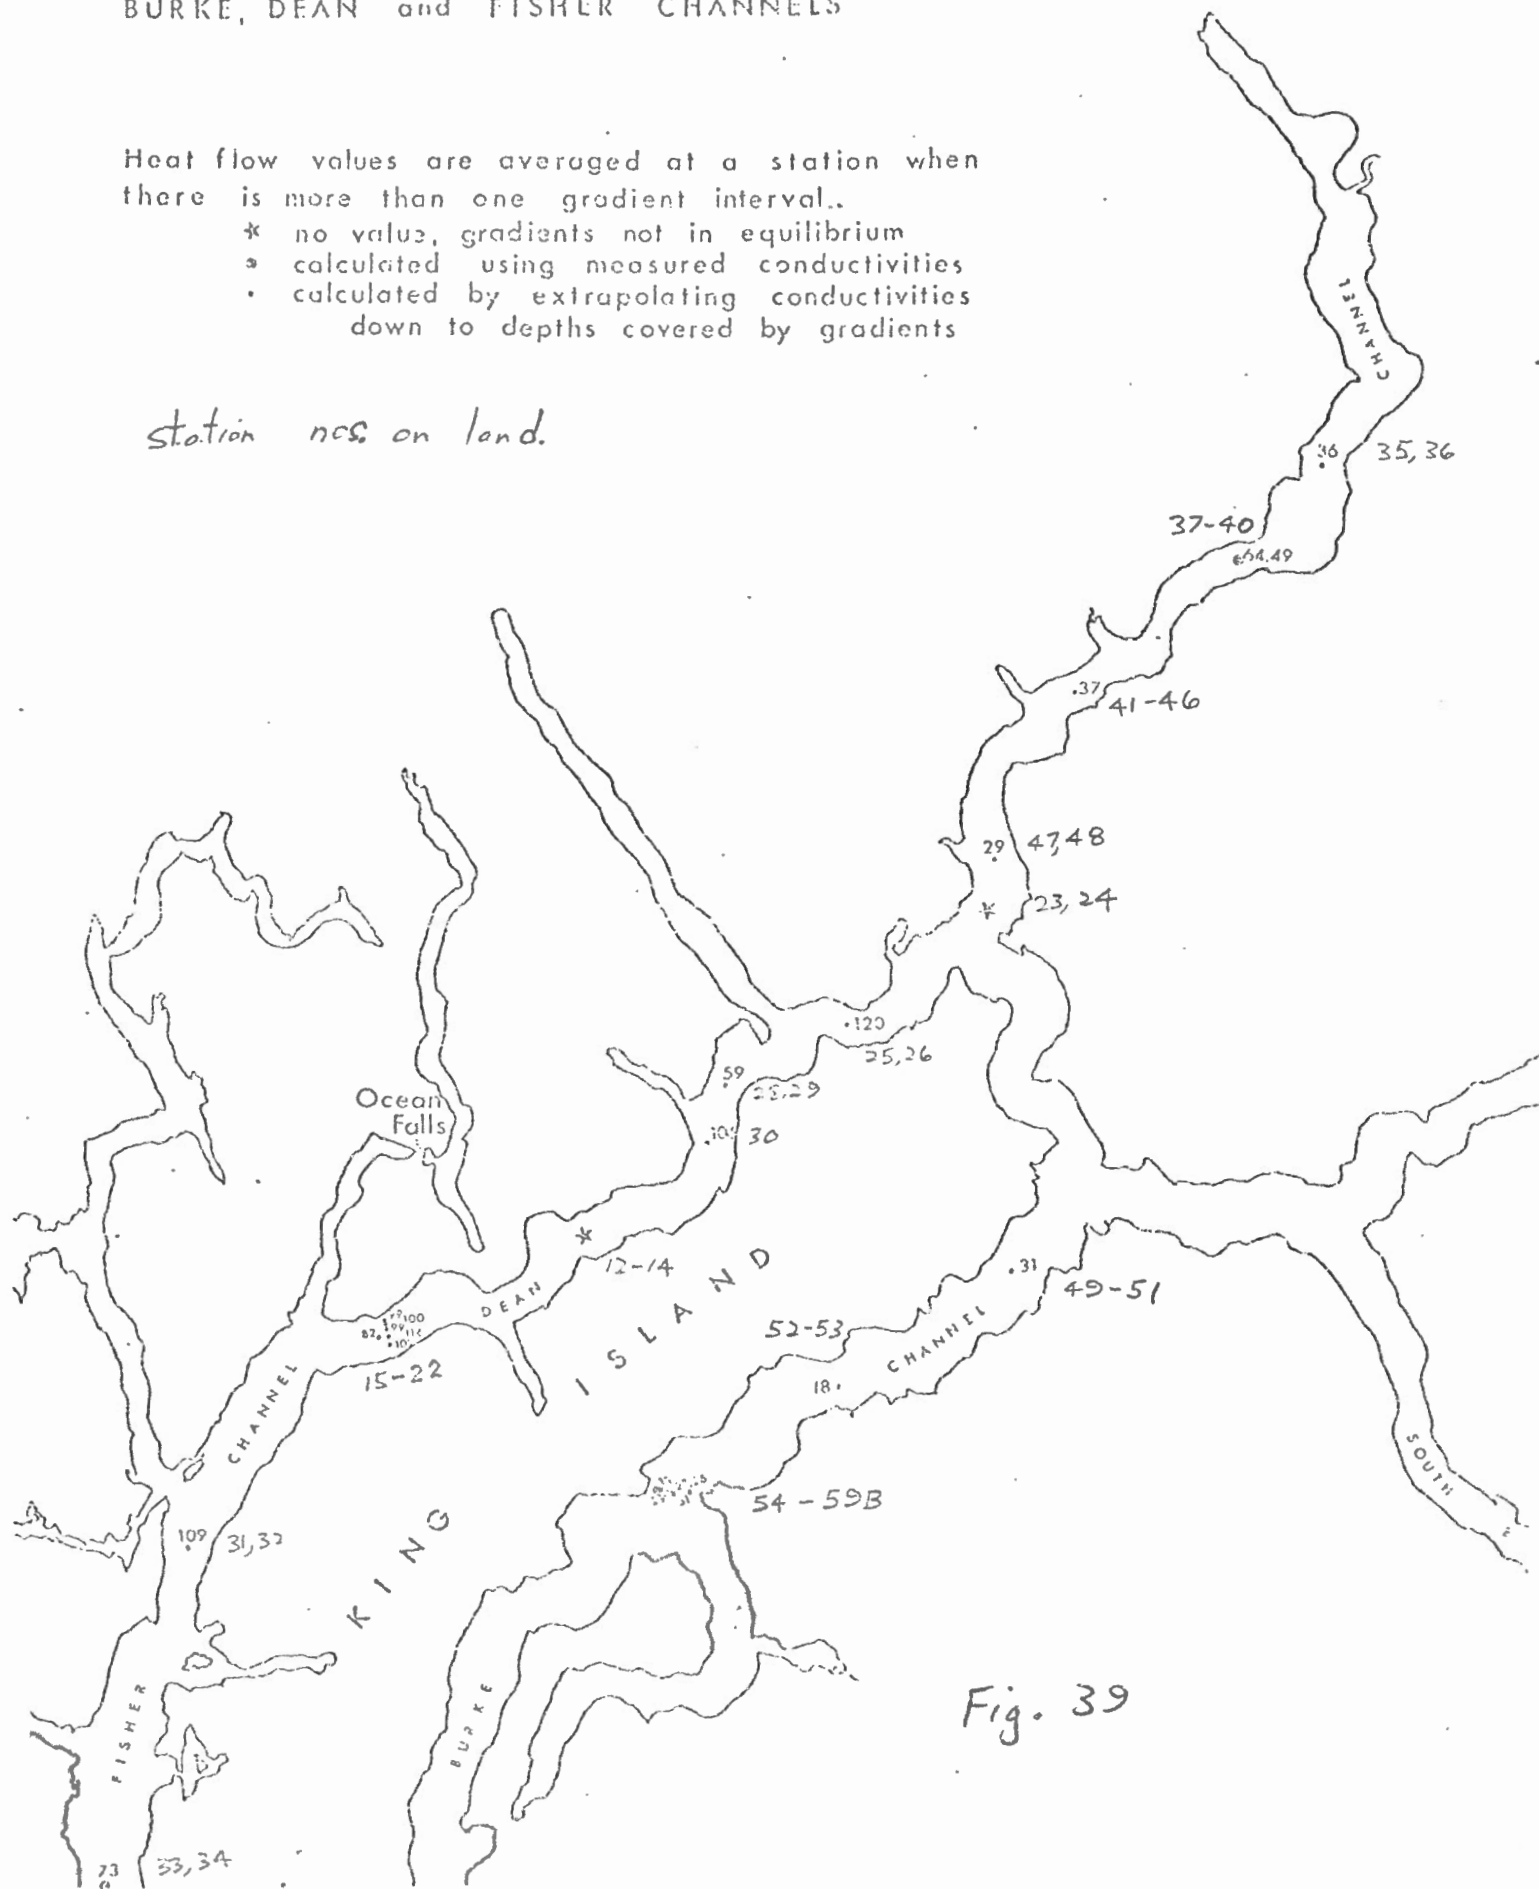 BURKE, DEAN and FISHER CHANNELS
Heat flow values are averaged at a station when
there is more than one gradient interval..
* no value, gradients not in equilibrium
• calculated using measured conductivities
· calculated by extrapolating conductivities
down to depths covered by gradients
station nos. on land.
CHANNEL
36
35,36
37-40
64.49
.37
41-46
29
47,48
*
23,24
.120
25,26
59
28,29
Ocean
Falls
30
*
12-14
DEAN
ISLAND
.31
49-51
52-53
CHANNEL
18.
82
100
15-22
CHANNEL
SOUTH
54-59B
109
31,32
KING
FISHER
BURKE
Fig. 39
73
33,34